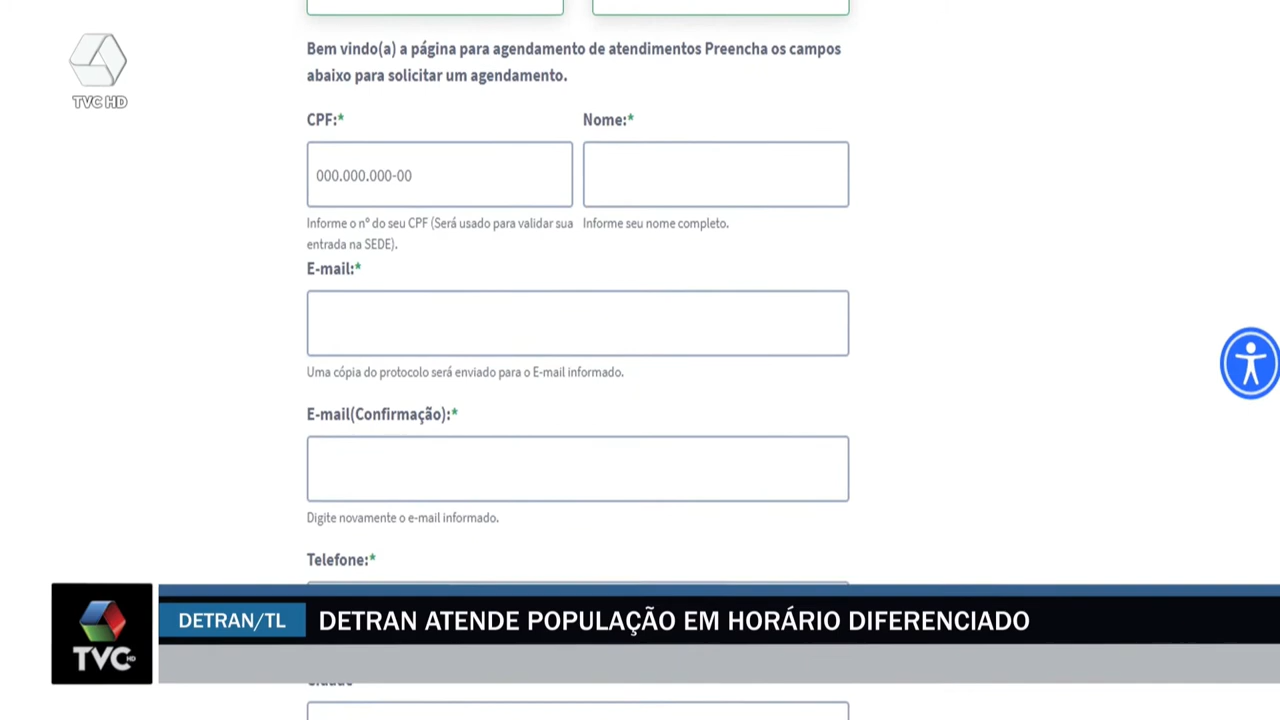 TVC HD
Bem vindo(a) a página para agendamento de atendimentos Preencha os campos
abaixo para solicitar um agendamento.
CPF:*
Nome:*
000.000.000-00
Informe o nº do seu CPF (Será usado para validar sua
entrada na SEDE).
Informe seu nome completo.
E-mail:*
Uma cópia do protocolo será enviado para o E-mail informado.
E-mail(Confirmação):*
Digite novamente o e-mail informado.
Telefone:*
DETRAN/TL
DETRAN ATENDE POPULAÇÃO EM HORÁRIO DIFERENCIADO
TVC HD